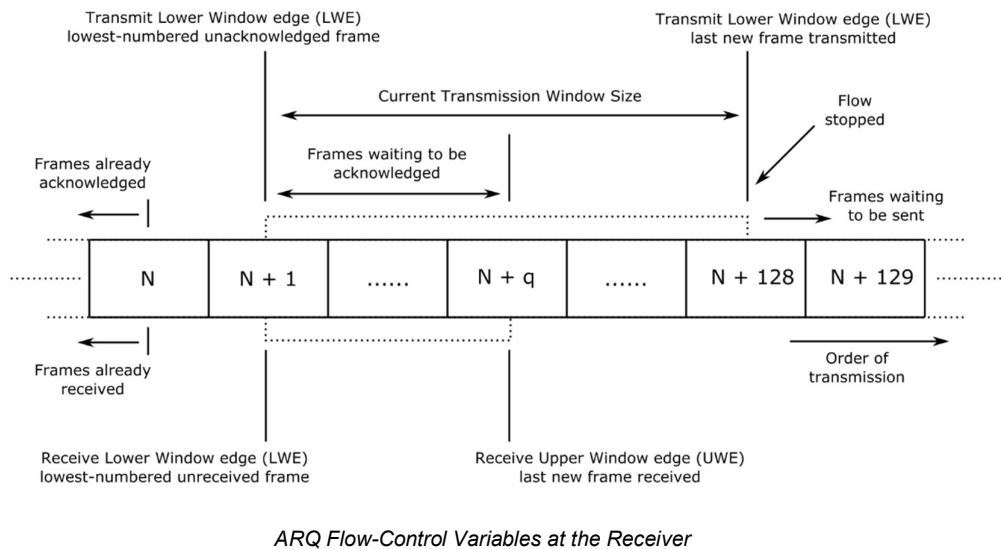 Transmit Lower Window edge (LWE)
lowest-numbered unacknowledged frame
Transmit Lower Window edge (LWE)
last new frame transmitted
Current Transmission Window Size
Flow
stopped
Frames already
acknowledged
Frames waiting to be
acknowledged
Frames waiting
to be sent
N
N + 1
......
N + q
......
N + 128
N + 129
Frames already
received
Order of
transmission
Receive Lower Window edge (LWE)
lowest-numbered unreceived frame
Receive Upper Window edge (UWE)
last new frame received
ARQ Flow-Control Variables at the Receiver